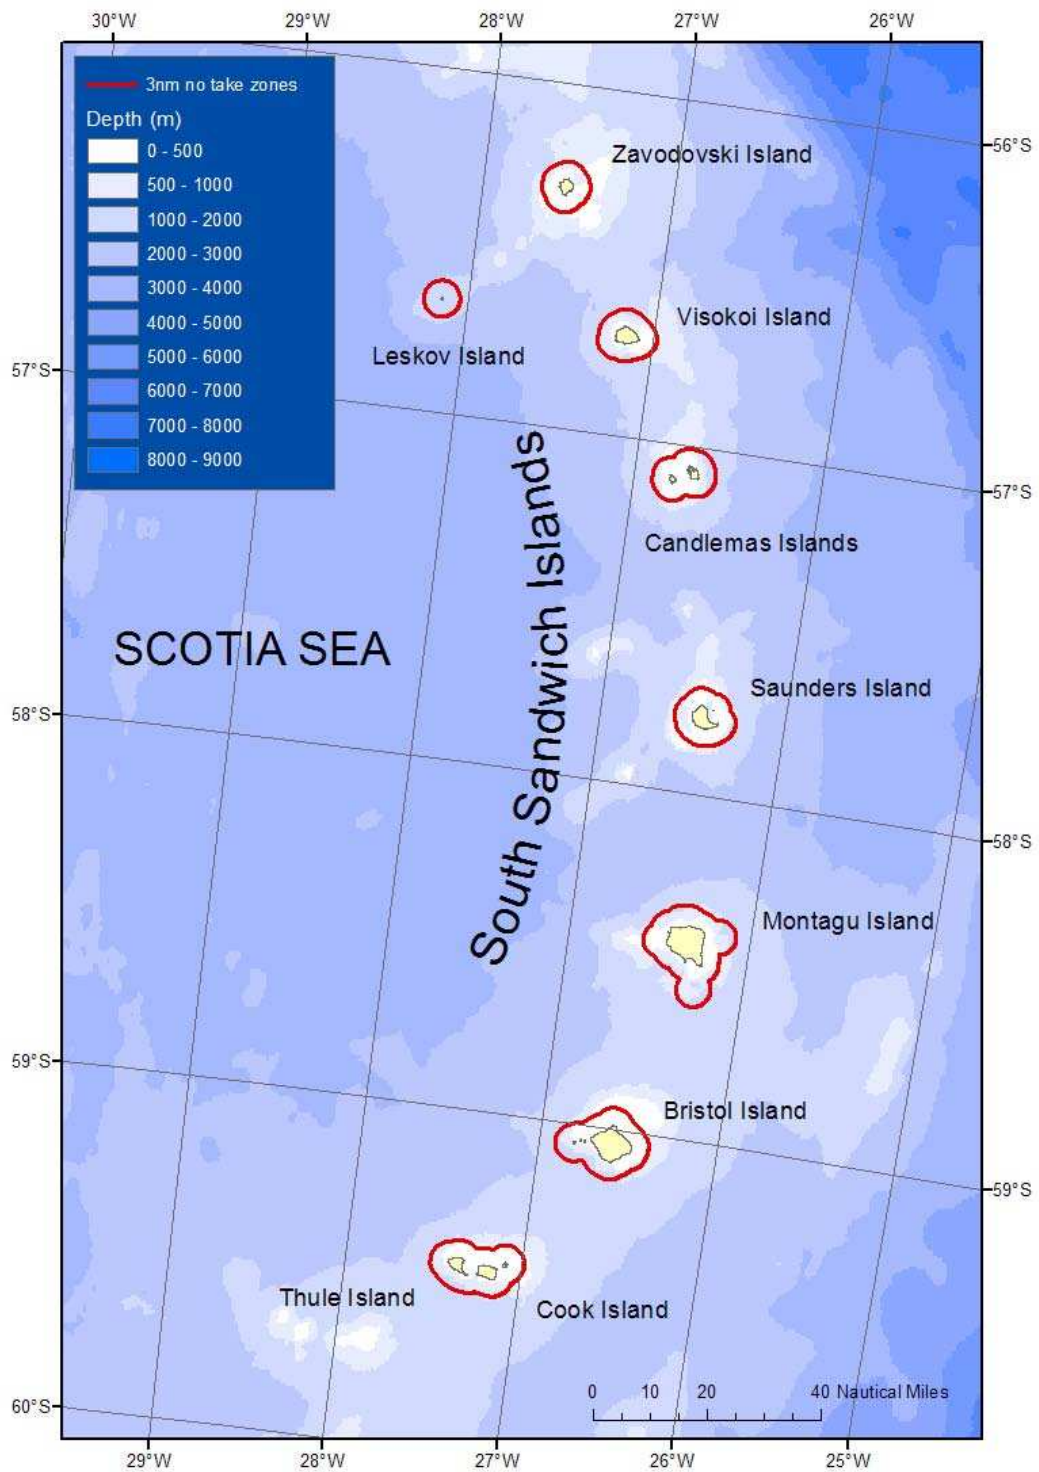 30°W 29°W 28°W 27°W 26°W
3nm no take zones
Depth (m)
0 - 500
500 - 1000
1000 - 2000
2000 - 3000
3000 - 4000
4000 - 5000
5000 - 6000
6000 - 7000
7000 - 8000
8000 - 9000
56°S
Zavodovski Island
Visokoi Island
Leskov Island
57°S
57°S
Candlemas Islands
South Sandwich Islands
SCOTIA SEA
Saunders Island
58°S
58°S
Montagu Island
59°S
Bristol Island
59°S
Thule Island
Cook Island
0 10 20 40 Nautical Miles
60°S
29°W 28°W 27°W 26°W 25°W